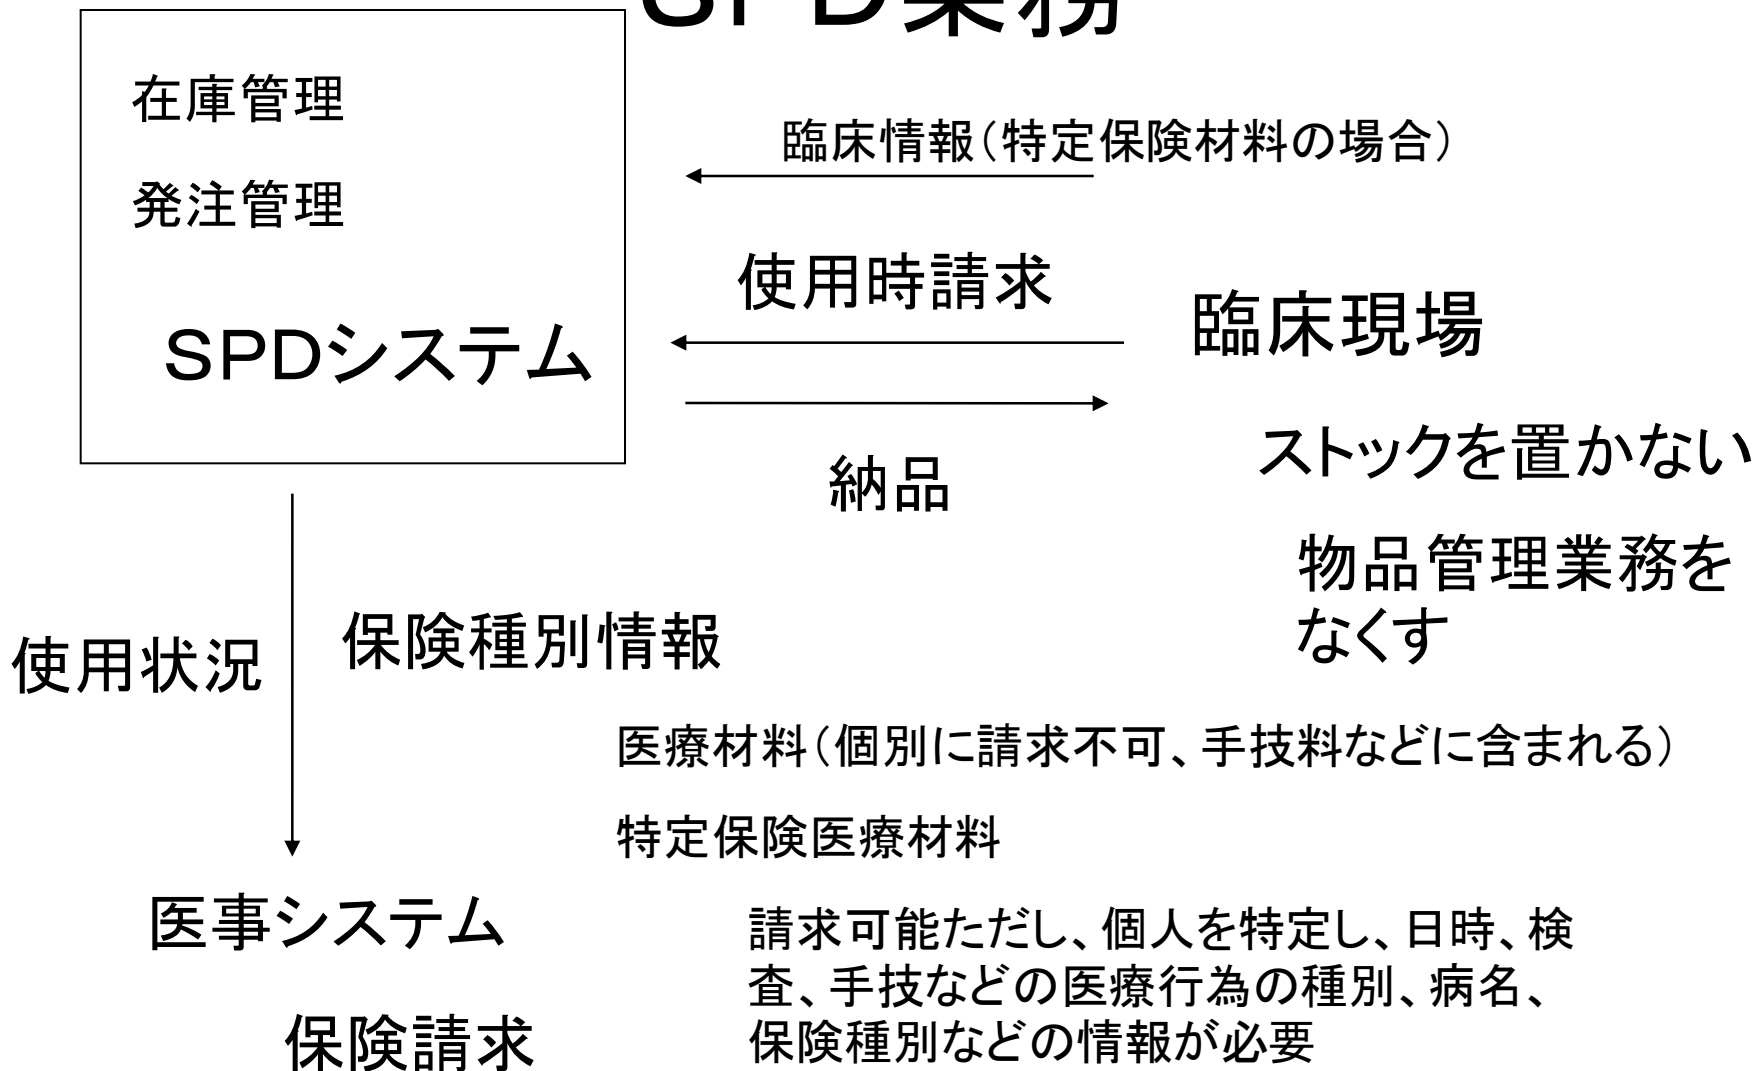 SPD業務
在庫管理
発注管理
SPDシステム
臨床情報（特定保険材料の場合）
使用時請求
納品
臨床現場
ストックを置かない
物品管理業務を
なくす
使用状況
保険種別情報
医療材料（個別に請求不可、手技料などに含まれる）
特定保険医療材料
請求可能ただし、個人を特定し、日時、検
査、手技などの医療行為の種別、病名、
保険種別などの情報が必要
医事システム
保険請求